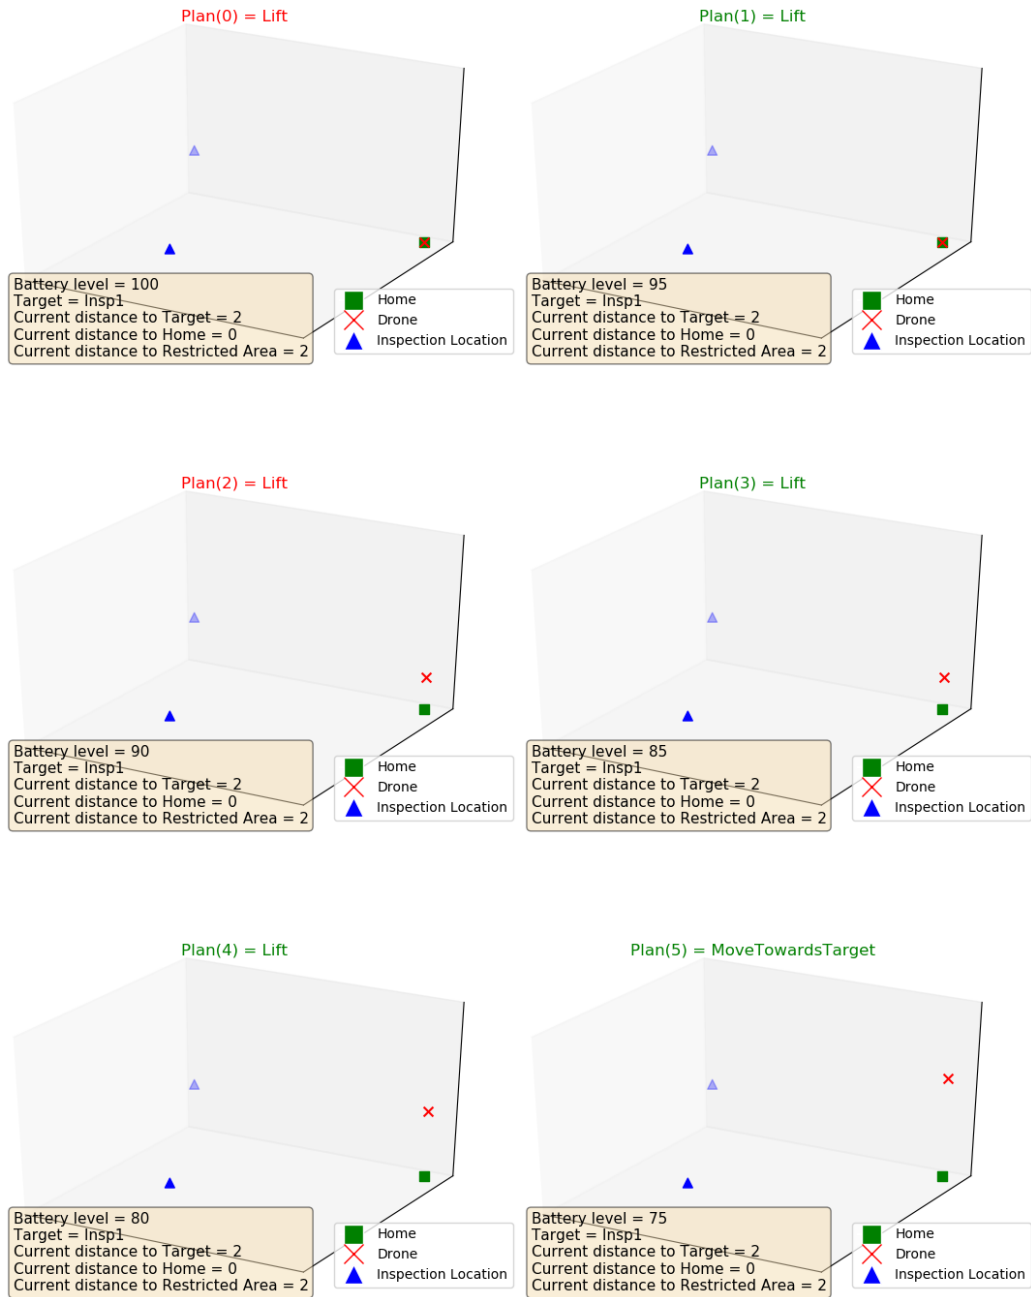 Plan(0) = Lift
Battery level = 100
Target = Insp1
Current distance to Target = 2
Current distance to Home = 0
Current distance to Restricted Area = 2
Home
Drone
Inspection Location
Plan(1) = Lift
Battery level = 95
Target = Insp1
Current distance to Target = 2
Current distance to Home = 0
Current distance to Restricted Area = 2
Home
Drone
Inspection Location
Plan(2) = Lift
Battery level = 90
Target = Insp1
Current distance to Target = 2
Current distance to Home = 0
Current distance to Restricted Area = 2
Home
Drone
Inspection Location
Plan(3) = Lift
Battery level = 85
Target = Insp1
Current distance to Target = 2
Current distance to Home = 0
Current distance to Restricted Area = 2
Home
Drone
Inspection Location
Plan(4) = Lift
Battery level = 80
Target = Insp1
Current distance to Target = 2
Current distance to Home = 0
Current distance to Restricted Area = 2
Home
Drone
Inspection Location
Plan(5) = MoveTowardsTarget
Battery level = 75
Target = Insp1
Current distance to Target = 2
Current distance to Home = 0
Current distance to Restricted Area = 2
Home
Drone
Inspection Location